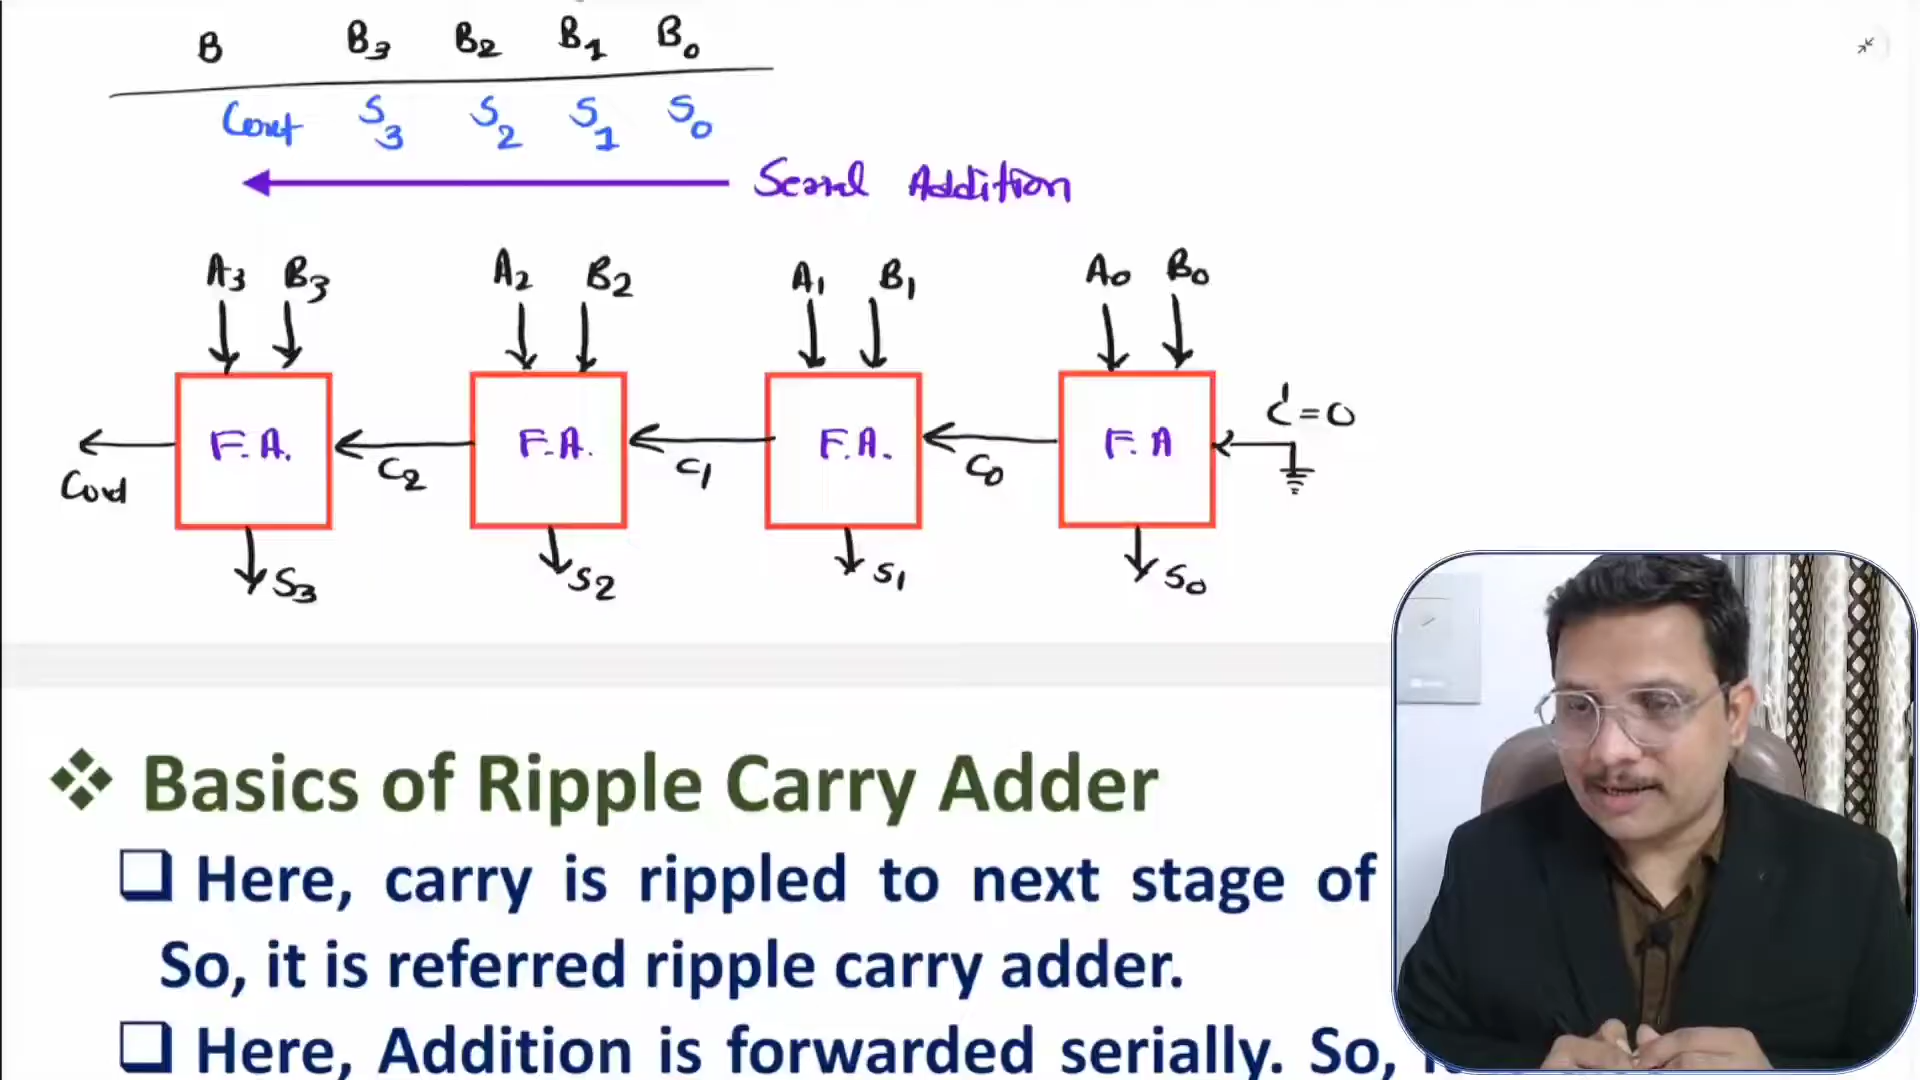 B B3 B2 B1 B0
Cout S3 S2 S1 S0
Serial Addition
A3 B3 A2 B2 A1 B1 A0 B0
C=0
F.A. F.A. F.A. F.A
Cout C2 C1 C0
S3 S2 S1 S0
❖ Basics of Ripple Carry Adder
❑ Here, carry is rippled to next stage of
So, it is referred ripple carry adder.
❑ Here, Addition is forwarded serially. So,